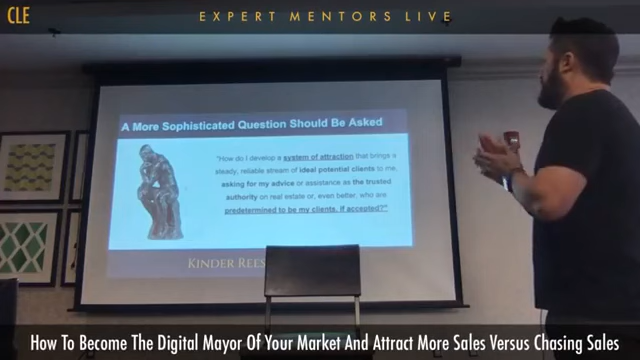 CLE
EXPERT MENTORS LIVE
A More Sophisticated Question Should Be Asked
"How do I develop a system of attraction that brings a
steady, reliable stream of ideal potential clients to me,
asking for my advice or assistance as the trusted
authority on real estate or, even better, who are
predetermined to be my clients, if accepted?"
KINDER REES
How To Become The Digital Mayor Of Your Market And Attract More Sales Versus Chasing Sales